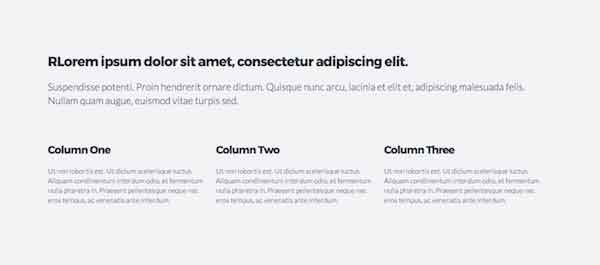 RLorem ipsum dolor sit amet, consectetur adipiscing elit.
Suspendisse potenti. Proin hendrerit ornare dictum. Quisque nunc arcu, lacinia et elit et, adipiscing malesuada felis.
Nullam quam augue, euismod vitae turpis sed.
Column One
Ut non lobortis est. Ut dictum scelerisque luctus.
Aliquam condimentum interdum odio, et fermentum
nulla pharetra in. Praesent pellentesque neque nec
eros tempus, ac venenatis ante interdum.
Column Two
Ut non lobortis est. Ut dictum scelerisque luctus.
Aliquam condimentum interdum odio, et fermentum
nulla pharetra in. Praesent pellentesque neque nec
eros tempus, ac venenatis ante interdum.
Column Three
Ut non lobortis est. Ut dictum scelerisque luctus.
Aliquam condimentum interdum odio, et fermentum
nulla pharetra in. Praesent pellentesque neque nec
eros tempus, ac venenatis ante interdum.